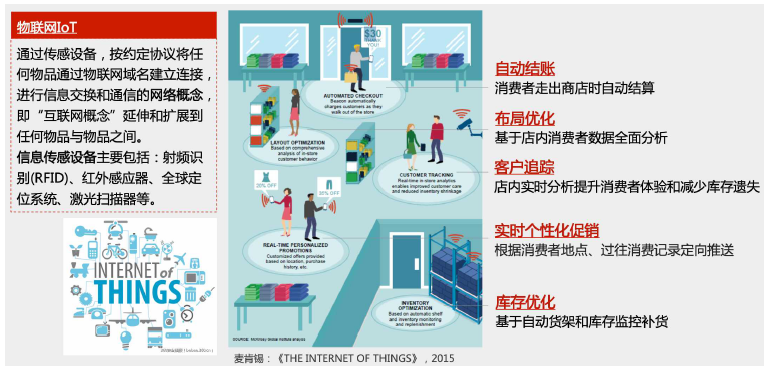 物联网IoT
通过传感设备，按约定协议将任
何物品通过物联网域名建立连接，
进行信息交换和通信的网络概念，
即“互联网概念”延伸和扩展到
任何物品与物品之间。
信息传感设备主要包括：射频识
别(RFID)、红外感应器、全球定
位系统、激光扫描器等。
INTERNET of
THINGS
$30
THANK
YOU!
AUTOMATED CHECKOUT
Beacon automatically
charges customers as they
walk out of the store
LAYOUT OPTIMIZATION
Based on comprehensive
analysis of in-store
customer behavior
CUSTOMER TRACKING
Real-time in-store analytics
enables improved customer care
and reduced inventory shrinkage
20% OFF
30% OFF
REAL-TIME PERSONALIZED
PROMOTIONS
Customized offers provided
based on location, purchase
history, etc.
INVENTORY
OPTIMIZATION
Based on automatic shelf
and inventory monitoring
and replenishment
SOURCE: McKinsey Global Institute analysis
麦肯锡：《THE INTERNET OF THINGS》，2015
自动结账
消费者走出商店时自动结算
布局优化
基于店内消费者数据全面分析
客户追踪
店内实时分析提升消费者体验和减少库存遗失
实时个性化促销
根据消费者地点、过往消费记录定向推送
库存优化
基于自动货架和库存监控补货